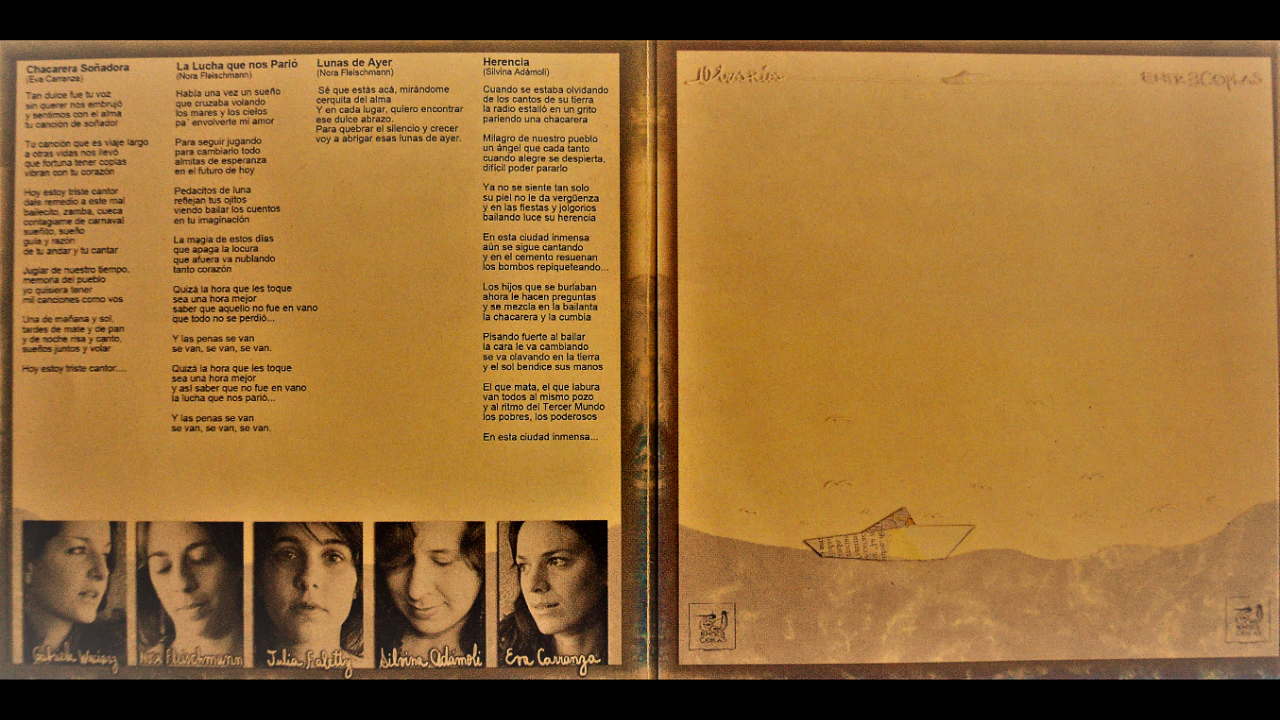 Chacarera Soñadora
(Eva Carranza)
Tan dulce fue tu voz
sin querer nos embrujó
y sentimos con el alma
tu canción de soñador
Tu canción que es viaje largo
a otras vidas nos llevó
que fortuna tener coplas
vibran con tu corazón
Hoy estoy triste cantor
dale remedio a este mal
bailecito, zamba, cueca
contagiame de carnaval
sueñito, sueño
guía y razón
de tu andar y tu cantar
Juglar de nuestro tiempo,
memoria del pueblo
yo quisiera tener
mil canciones como vos
Una de mañana y sol,
tardes de mate y de pan
y de noche risa y canto,
sueños juntos y volar
Hoy estoy triste cantor....
La Lucha que nos Parió
(Nora Fleischmann)
Había una vez un sueño
que cruzaba volando
los mares y los cielos
pa´ envolverte mi amor
Para seguir jugando
para cambiarlo todo
almitas de esperanza
en el futuro de hoy
Pedacitos de luna
reflejan tus ojitos
viendo bailar los cuentos
en tu imaginación
La magia de estos días
que apaga la locura
que afuera va nublando
tanto corazón
Quizá la hora que les toque
sea una hora mejor
saber que aquello no fue en vano
que todo no se perdió...
Y las penas se van
se van, se van, se van.
Quizá la hora que les toque
sea una hora mejor
y así saber que no fue en vano
la lucha que nos parió...
Y las penas se van
se van, se van, se van.
Lunas de Ayer
(Nora Fleischmann)
Sé que estás acá, mirándome
cerquita del alma
Y en cada lugar, quiero encontrar
ese dulce abrazo.
Para quebrar el silencio y crecer
voy a abrigar esas lunas de ayer.
Herencia
(Silvina Adámoli)
Cuando se estaba olvidando
de los cantos de su tierra
la radio estalló en un grito
pariendo una chacarera
Milagro de nuestro pueblo
un ángel que cada tanto
cuando alegre se despierta,
difícil poder pararlo
Ya no se siente tan solo
su piel no le da vergüenza
y en las fiestas y jolgorios
bailando luce su herencia
En esta ciudad inmensa
aún se sigue cantando
y en el cemento resuenan
los bombos repiqueteando...
Los hijos que se burlaban
ahora le hacen preguntas
y se mezcla en la bailanta
la chacarera y la cumbia
Pisando fuerte al bailar
la cara le va cambiando
se va clavando en la tierra
y el sol bendice sus manos
El que mata, el que labura
van todos al mismo pozo
y al ritmo del Tercer Mundo
los pobres, los poderosos
En esta ciudad inmensa...
Fleischmann
Julia
Silvina Adámoli
Eva Carranza
ENTRECOPLAS